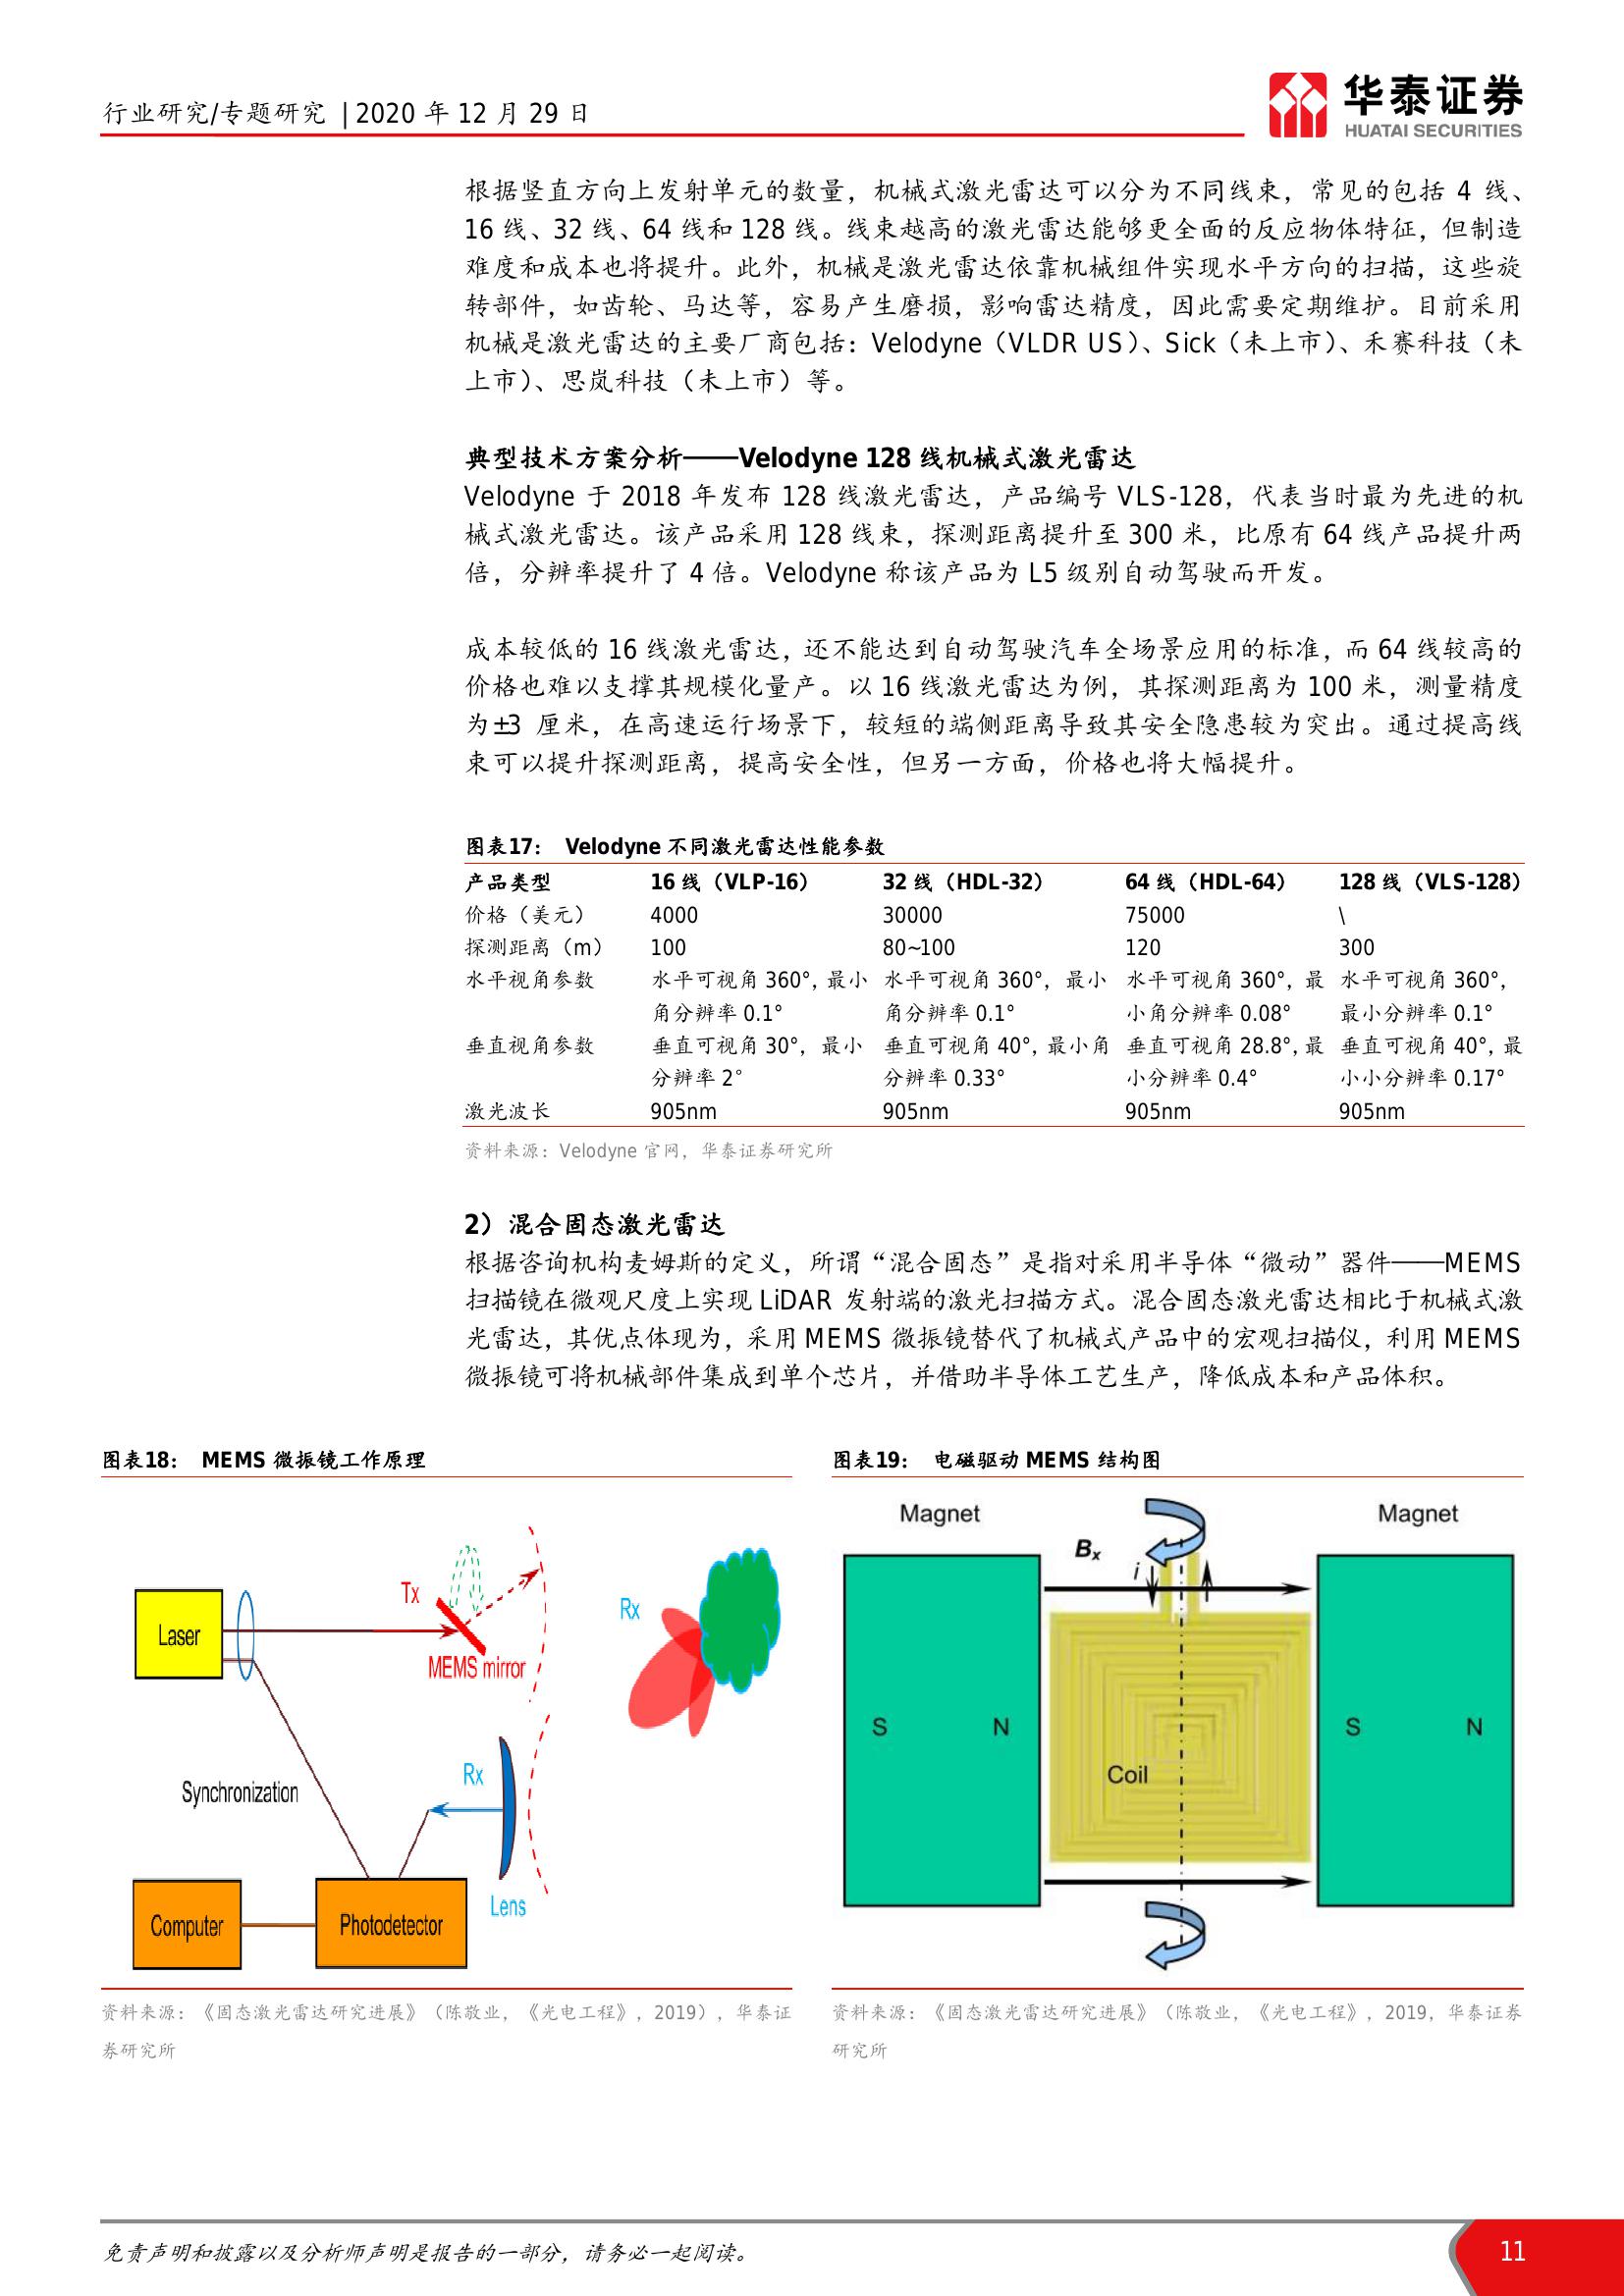 行业研究/专题研究 | 2020 年 12 月 29 日
华泰证券
HUATAI SECURITIES
根据竖直方向上发射单元的数量，机械式激光雷达可以分为不同线束，常见的包括 4 线、
16 线、32 线、64 线和 128 线。线束越高的激光雷达能够更全面的反应物体特征，但制造
难度和成本也将提升。此外，机械是激光雷达依靠机械组件实现水平方向的扫描，这些旋
转部件，如齿轮、马达等，容易产生磨损，影响雷达精度，因此需要定期维护。目前采用
机械是激光雷达的主要厂商包括：Velodyne（VLDR US）、Sick（未上市）、禾赛科技（未
上市）、思岚科技（未上市）等。
典型技术方案分析——Velodyne 128 线机械式激光雷达
Velodyne 于 2018 年发布 128 线激光雷达，产品编号 VLS-128，代表当时最为先进的机
械式激光雷达。该产品采用 128 线束，探测距离提升至 300 米，比原有 64 线产品提升两
倍，分辨率提升了 4 倍。Velodyne 称该产品为 L5 级别自动驾驶而开发。
成本较低的 16 线激光雷达，还不能达到自动驾驶汽车全场景应用的标准，而 64 线较高的
价格也难以支撑其规模化量产。以 16 线激光雷达为例，其探测距离为 100 米，测量精度
为±3 厘米，在高速运行场景下，较短的端侧距离导致其安全隐患较为突出。通过提高线
束可以提升探测距离，提高安全性，但另一方面，价格也将大幅提升。
图表17： Velodyne 不同激光雷达性能参数
产品类型 16 线（VLP-16） 32 线（HDL-32） 64 线（HDL-64） 128 线（VLS-128）
价格（美元） 4000 30000 75000 \
探测距离（m） 100 80~100 120 300
水平视角参数 水平可视角 360°，最小 水平可视角 360°，最小 水平可视角 360°，最 水平可视角 360°，
角分辨率 0.1° 角分辨率 0.1° 小角分辨率 0.08° 最小分辨率 0.1°
垂直视角参数 垂直可视角 30°，最小 垂直可视角 40°，最小角 垂直可视角 28.8°，最 垂直可视角 40°，最
分辨率 2° 分辨率 0.33° 小分辨率 0.4° 小小分辨率 0.17°
激光波长 905nm 905nm 905nm 905nm
资料来源：Velodyne 官网，华泰证券研究所
2）混合固态激光雷达
根据咨询机构麦姆斯的定义，所谓“混合固态”是指对采用半导体“微动”器件——MEMS
扫描镜在微观尺度上实现 LiDAR 发射端的激光扫描方式。混合固态激光雷达相比于机械式激
光雷达，其优点体现为，采用 MEMS 微振镜替代了机械式产品中的宏观扫描仪，利用 MEMS
微振镜可将机械部件集成到单个芯片，并借助半导体工艺生产，降低成本和产品体积。
图表18： MEMS 微振镜工作原理
Tx
Laser
MEMS mirror
Rx
Synchronization
Rx
Lens
Computer
Photodetector
资料来源：《固态激光雷达研究进展》（陈敬业，《光电工程》，2019），华泰证
券研究所
图表19： 电磁驱动 MEMS 结构图
Magnet
Magnet
Bx
i
S
N
S
N
Coil
资料来源：《固态激光雷达研究进展》（陈敬业，《光电工程》，2019，华泰证券
研究所
免责声明和披露以及分析师声明是报告的一部分，请务必一起阅读。
11